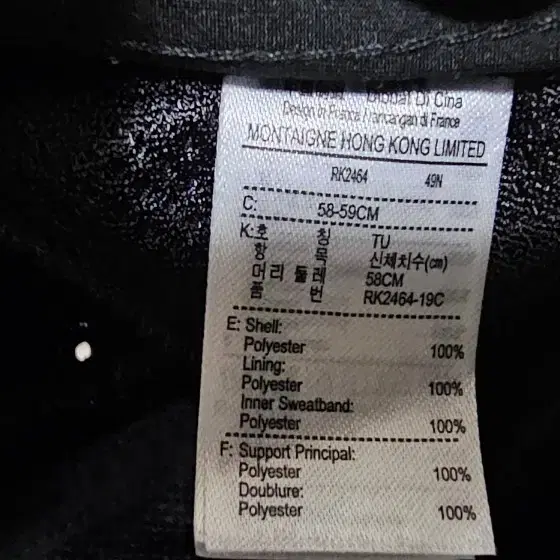 Dibuat Di Cina
Design in France / rancangan di France
MONTAIGNE HONG KONG LIMITED
RK2464 49N
C: 58-59CM
K:호 칭 TU
항 목 신체치수(cm)
머리 둘레 58CM
품 번 RK2464-19C
E: Shell:
Polyester 100%
Lining:
Polyester 100%
Inner Sweatband:
Polyester 100%
F: Support Principal:
Polyester 100%
Doublure:
Polyester 100%